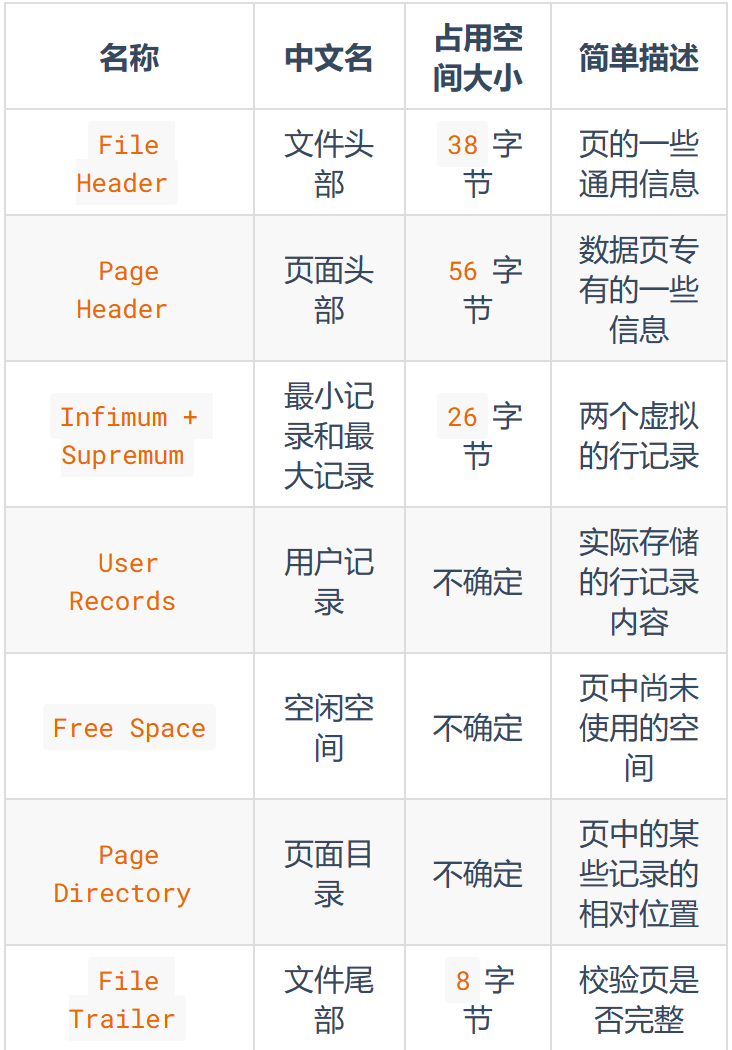 名称 中文名 占用空间大小 简单描述
File Header 文件头部 38 字节 页的一些通用信息
Page Header 页面头部 56 字节 数据页专有的一些信息
Infimum + Supremum 最小记录和最大记录 26 字节 两个虚拟的行记录
User Records 用户记录 不确定 实际存储的行记录内容
Free Space 空闲空间 不确定 页中尚未使用的空间
Page Directory 页面目录 不确定 页中的某些记录的相对位置
File Trailer 文件尾部 8 字节 校验页是否完整